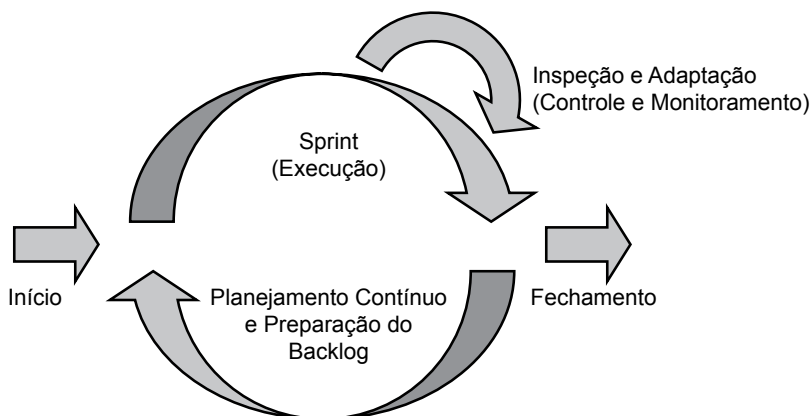 Inspeção e Adaptação
(Controle e Monitoramento)
Sprint
(Execução)
Início
Planejamento Contínuo
e Preparação do
Backlog
Fechamento